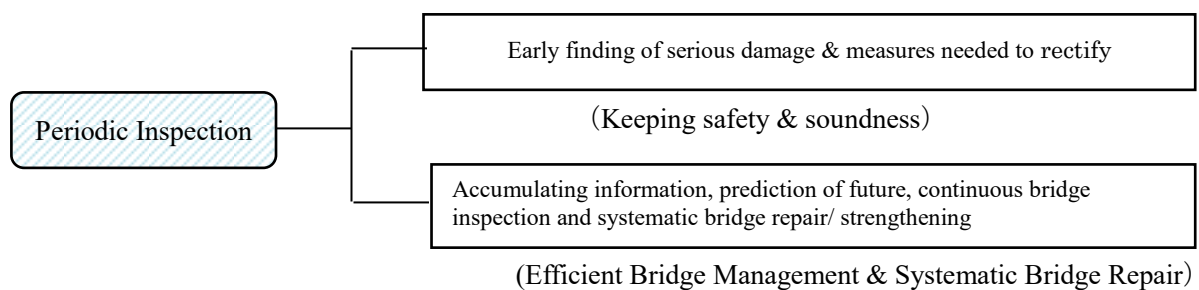 Periodic Inspection
Early finding of serious damage & measures needed to rectify
（Keeping safety & soundness）
Accumulating information, prediction of future, continuous bridge
inspection and systematic bridge repair/ strengthening
(Efficient Bridge Management & Systematic Bridge Repair）